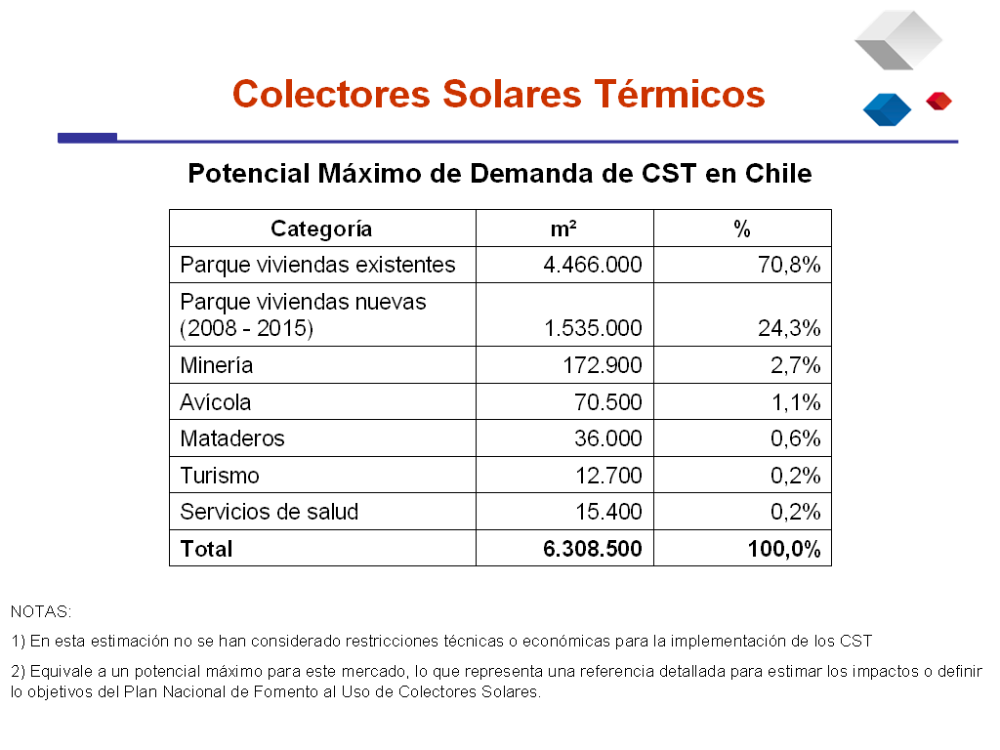 Colectores Solares Térmicos
Potencial Máximo de Demanda de CST en Chile
Categoría m² %
Parque viviendas existentes 4.466.000 70,8%
Parque viviendas nuevas
(2008 - 2015) 1.535.000 24,3%
Minería 172.900 2,7%
Avícola 70.500 1,1%
Mataderos 36.000 0,6%
Turismo 12.700 0,2%
Servicios de salud 15.400 0,2%
Total 6.308.500 100,0%
NOTAS:
1) En esta estimación no se han considerado restricciones técnicas o económicas para la implementación de los CST
2) Equivale a un potencial máximo para este mercado, lo que representa una referencia detallada para estimar los impactos o definir
lo objetivos del Plan Nacional de Fomento al Uso de Colectores Solares.